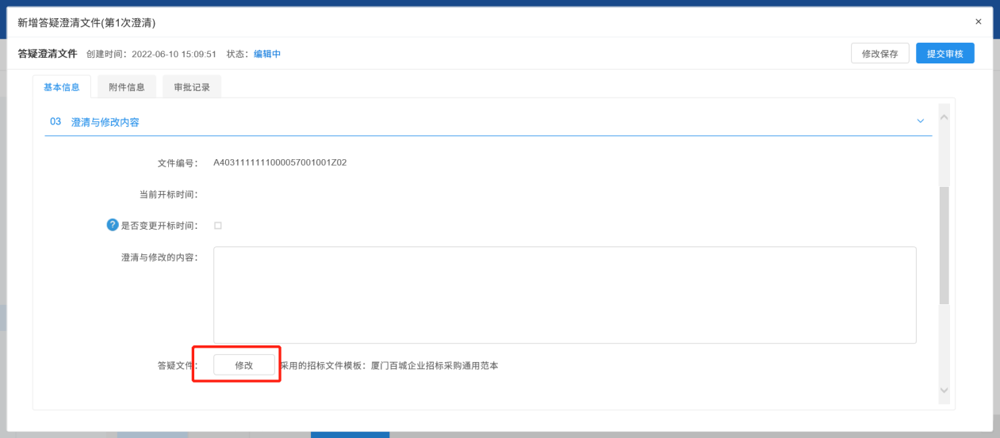 新增答疑澄清文件(第1次澄清) ×
答疑澄清文件 创建时间：2022-06-10 15:09:51 状态：编辑中 修改保存 提交审核
基本信息 附件信息 审批记录
03 澄清与修改内容
文件编号： A4031111111000057001001Z02
当前开标时间：
? 是否变更开标时间：
澄清与修改的内容：
答疑文件： 修改 采用的招标文件模板：厦门百城企业招标采购通用范本